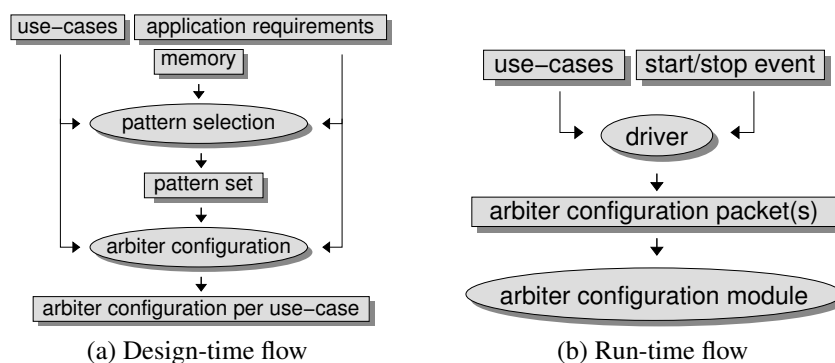 use−cases
application requirements
memory
pattern selection
pattern set
arbiter configuration
arbiter configuration per use−case
(a) Design-time flow
use−cases
start/stop event
driver
arbiter configuration packet(s)
arbiter configuration module
(b) Run-time flow